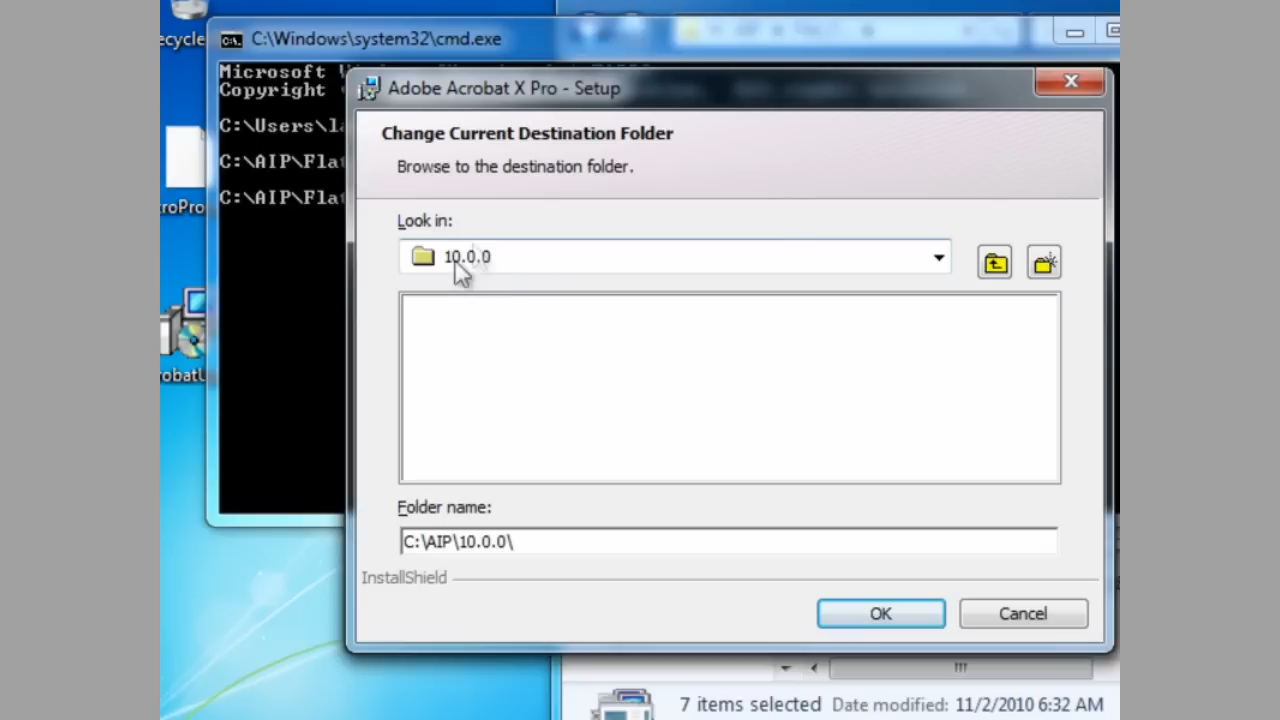 ecycle
C:\Windows\system32\cmd.exe
Microsoft
Copyright
C:\Users\la
C:\AIP\Fla
C:\AIP\Fla
Adobe Acrobat X Pro - Setup
Change Current Destination Folder
Browse to the destination folder.
Look in:
10.0.0
Folder name:
C:\AIP\10.0.0\
InstallShield
OK
Cancel
roPro
obatU
7 items selected Date modified: 11/2/2010 6:32 AM